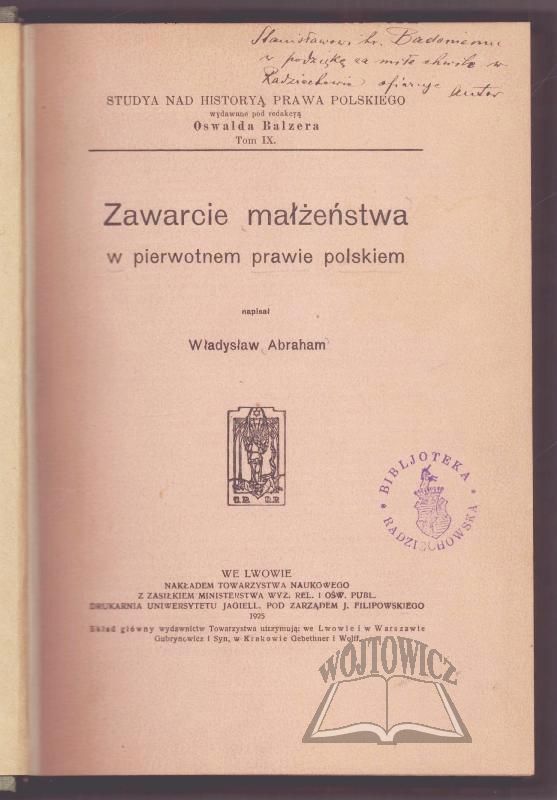 Stanisławowi hr. Badeniemu
w podzięką za miłe chwile w
Radziechowie ofiaruje Autor
STUDYA NAD HISTORYĄ PRAWA POLSKIEGO
wydawane pod redakcyą
Oswalda Balzera
Tom IX.
Zawarcie małżeństwa
w pierwotnem prawie polskiem
napisał
Władysław Abraham
WE LWOWIE
NAKŁADEM TOWARZYSTWA NAUKOWEGO
Z ZASIŁKIEM MINISTERSTWA WYZ. REL. I OŚW. PUBL.
DRUKARNIA UNIWERSYTETU JAGIELL. POD ZARZĄDEM J. FILIPOWSKIEGO
1925
Skład główny wydawnictw Towarzystwa utrzymują: we Lwowie i w Warszawie
Gubrynowicz i Syn, w Krakowie Gebethner i Wolff.
BIBLJOTEKA
RADZIECHOWSKA
WÓJTOWICZ